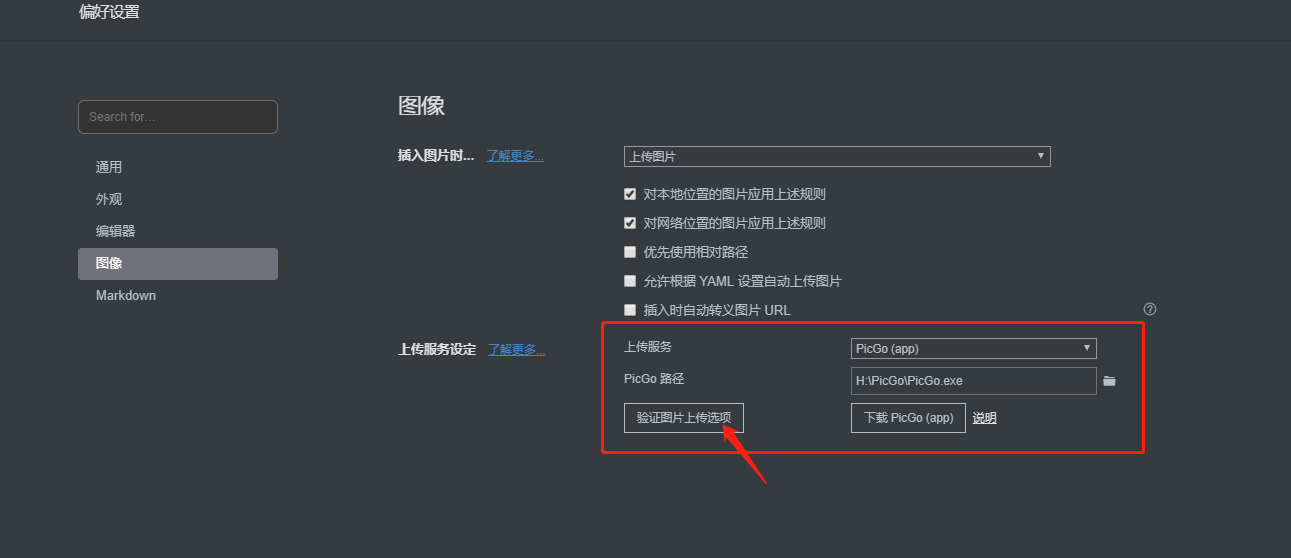 偏好设置
Search for...
通用
外观
编辑器
图像
Markdown
图像
插入图片时... 了解更多... 上传图片
对本地位置的图片应用上述规则
对网络位置的图片应用上述规则
优先使用相对路径
允许根据 YAML 设置自动上传图片
插入时自动转义图片 URL
上传服务设定 了解更多...
上传服务 PicGo (app)
PicGo 路径 H:\PicGo\PicGo.exe
验证图片上传选项 下载 PicGo (app) 说明